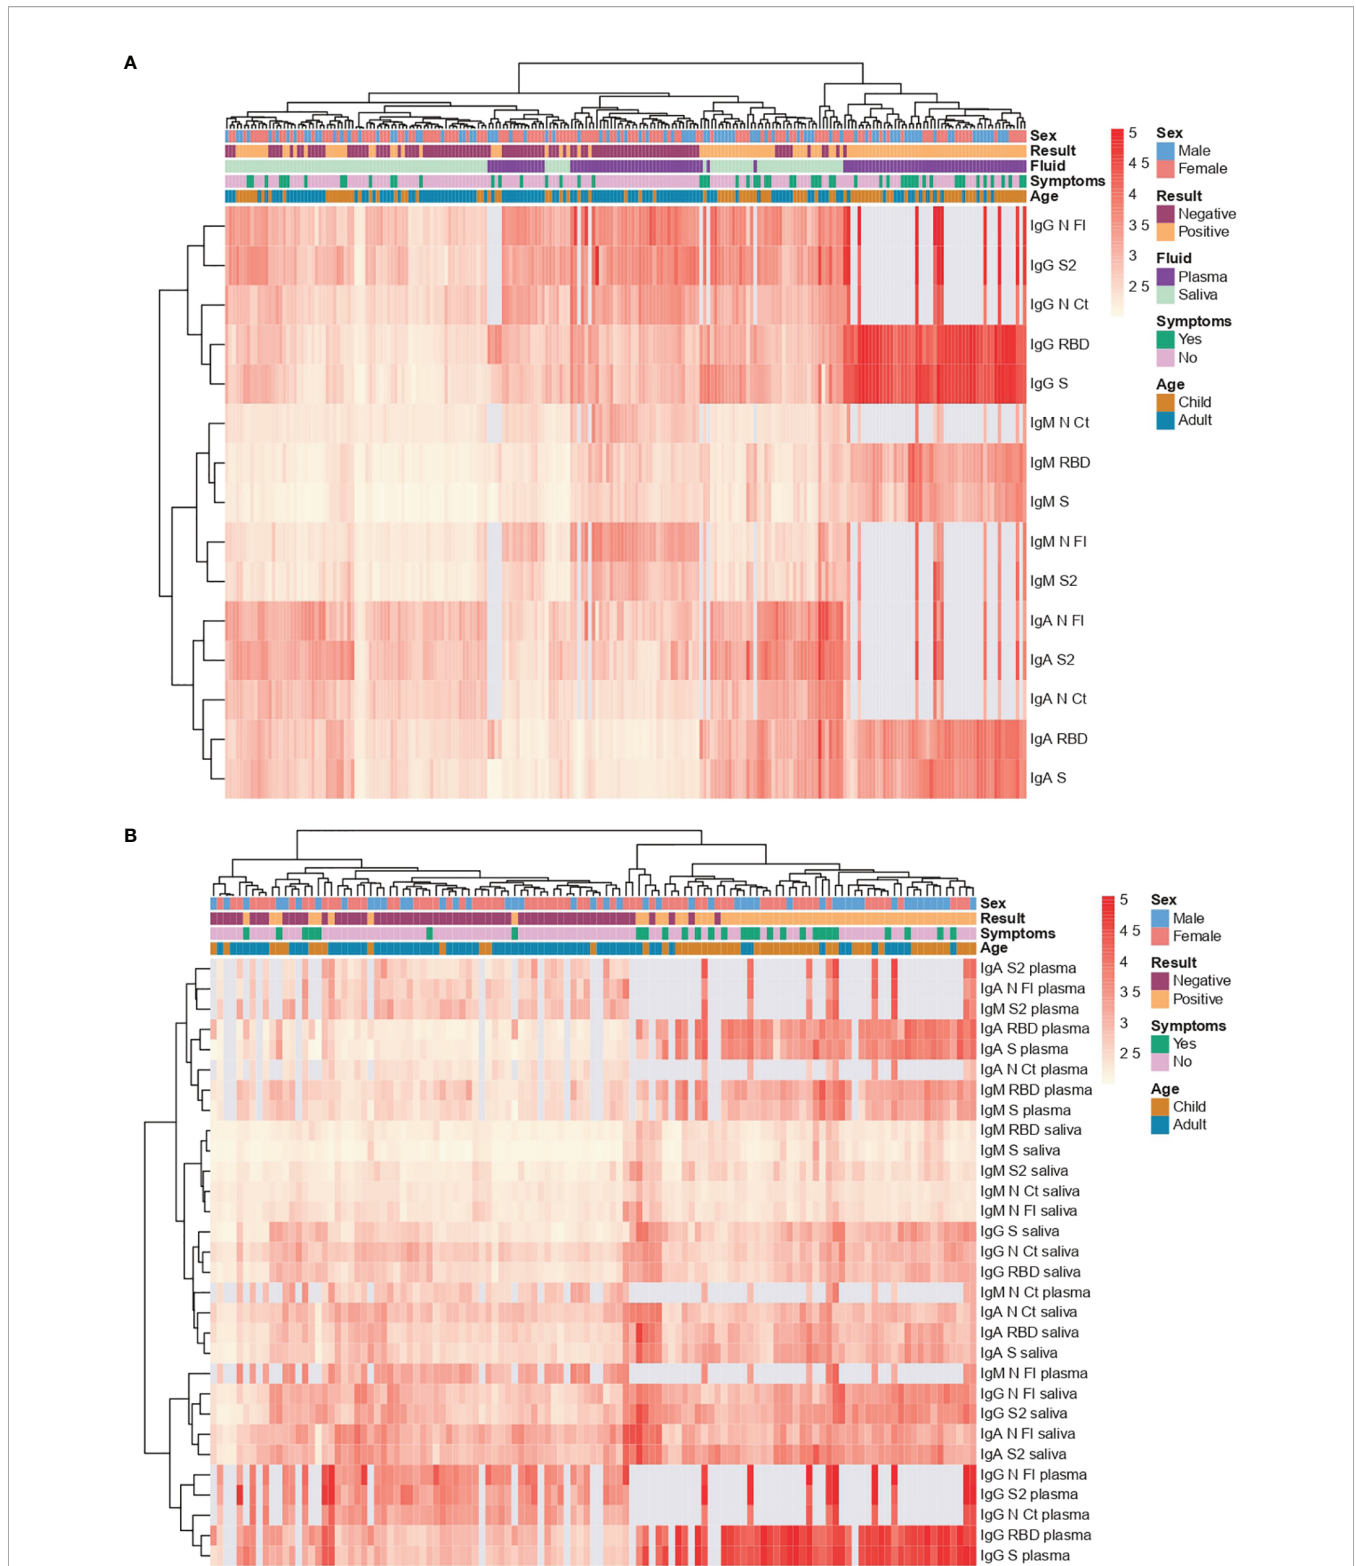 A
Sex
Result
Fluid
Symptoms
Age
IgG N Fl
IgG S2
IgG N Ct
IgG RBD
IgG S
IgM N Ct
IgM RBD
IgM S
IgM N Fl
IgM S2
IgA N Fl
IgA S2
IgA N Ct
IgA RBD
IgA S
5
4 5
4
3 5
3
2 5
Sex
Male
Female
Result
Negative
Positive
Fluid
Plasma
Saliva
Symptoms
Yes
No
Age
Child
Adult
B
Sex
Result
Symptoms
Age
IgA S2 plasma
IgA N Fl plasma
IgM S2 plasma
IgA RBD plasma
IgA S plasma
IgA N Ct plasma
IgM RBD plasma
IgM S plasma
IgM RBD saliva
IgM S saliva
IgM S2 saliva
IgM N Ct saliva
IgM N Fl saliva
IgG S saliva
IgG N Ct saliva
IgG RBD saliva
IgM N Ct plasma
IgA N Ct saliva
IgA RBD saliva
IgA S saliva
IgM N Fl plasma
IgG N Fl saliva
IgG S2 saliva
IgA N Fl saliva
IgA S2 saliva
IgG N Fl plasma
IgG S2 plasma
IgG N Ct plasma
IgG RBD plasma
IgG S plasma
5
4 5
4
3 5
3
2 5
Sex
Male
Female
Result
Negative
Positive
Symptoms
Yes
No
Age
Child
Adult